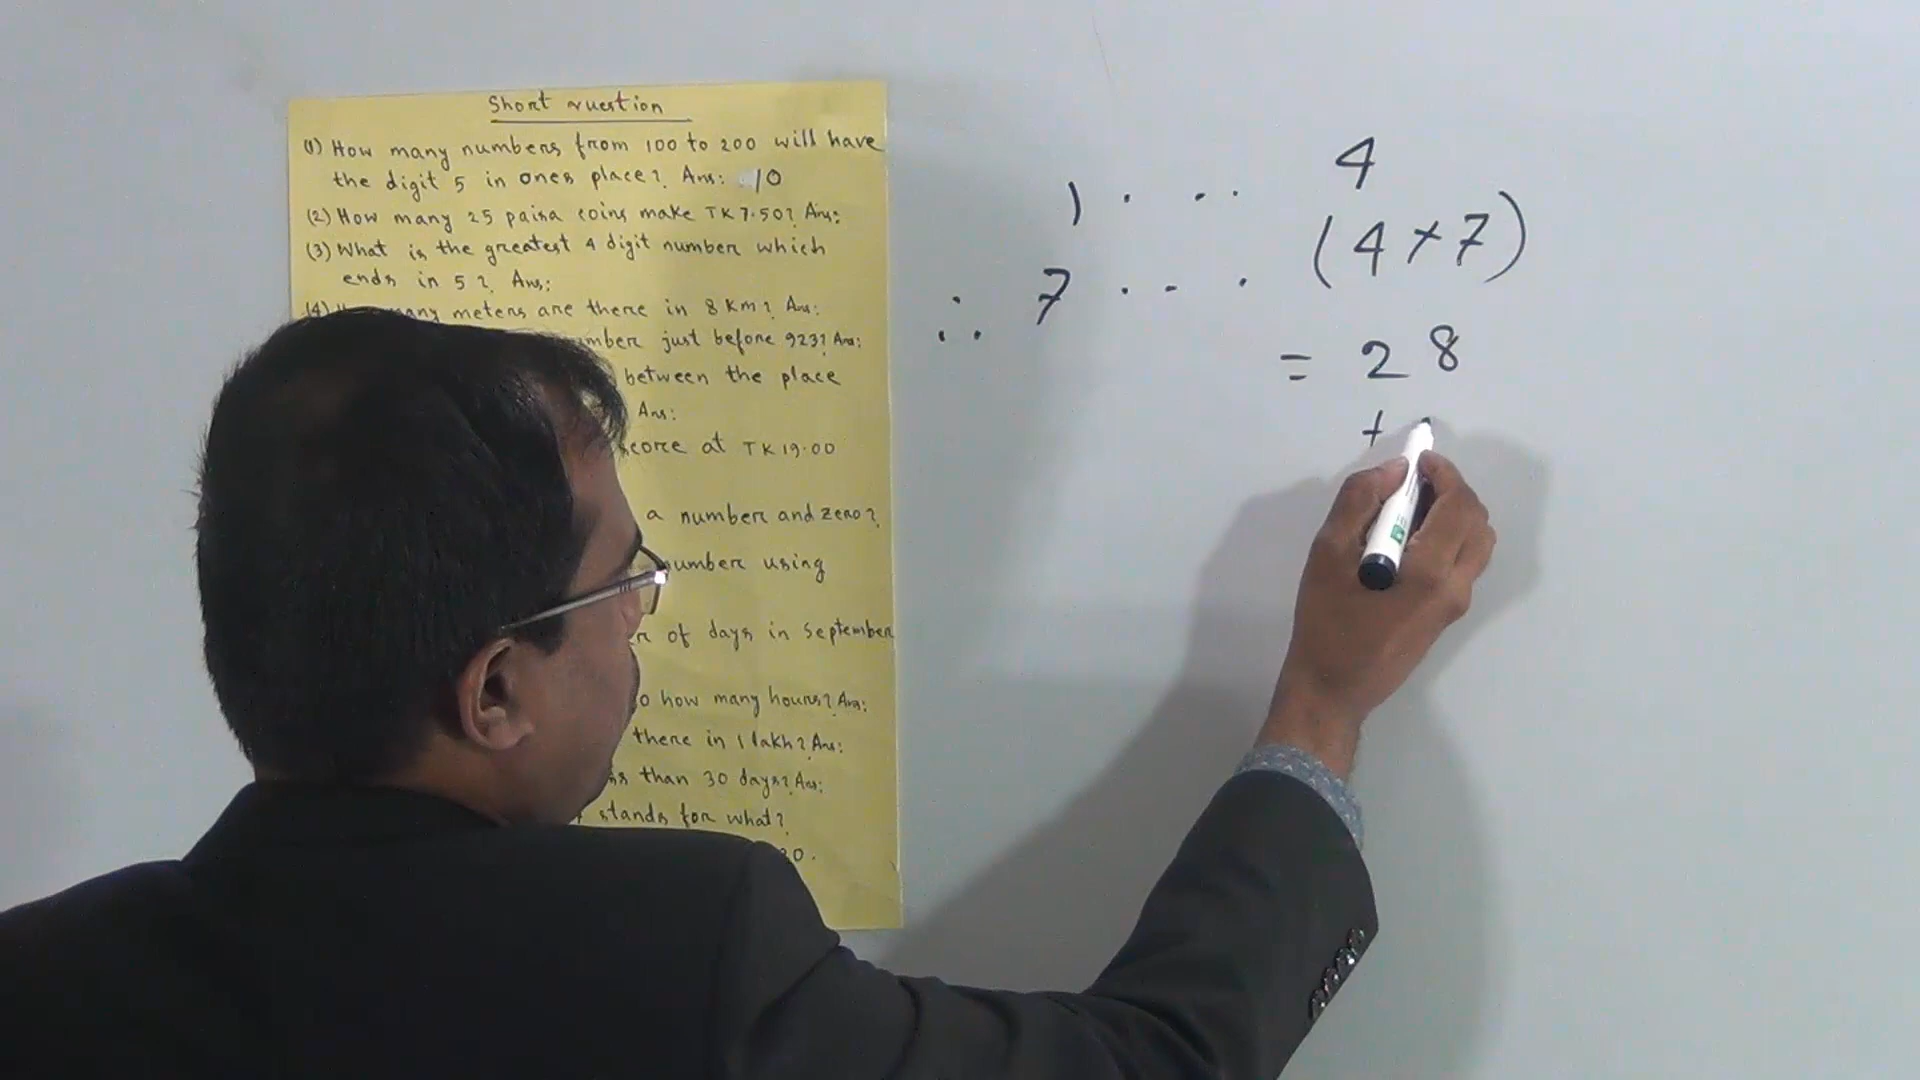 Short question
(1) How many numbers from 100 to 200 will have
the digit 5 in ones place? Ans: 10
(2) How many 25 paisa coins make TK 7.50? Ans:
(3) What is the greatest 4 digit number which
ends in 5? Ans:
(4) many meters are there in 8 Km? Ans:
just before 923? Ans:
between the place
Ans:
score at TK 19.00
a number and zero?
number using
of days in September
how many hours? Ans:
there in 1 lakh? Ans:
than 30 days? Ans:
stands for what?
1 . . . 4
∴ 7 . . . (4×7)
= 28
+